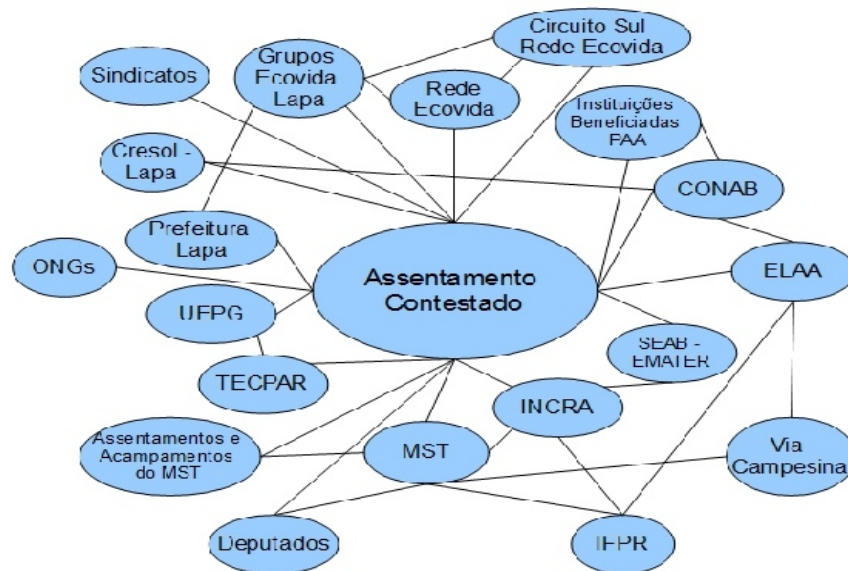 Circuito Sul
Rede Ecovida
Grupos
Ecovida
Lapa
Sindicatos
Rede
Ecovida
Instituições
Beneficiadas
PAA
Cresol -
Lapa
CONAB
Prefeitura
Lapa
ONGs
Assentamento
Contestado
ELAA
UEPG
SEAB -
EMATER
TECPAR
INCRA
Assentamentos e
Acampamentos
do MST
MST
Via
Campesina
Deputados
IFPR